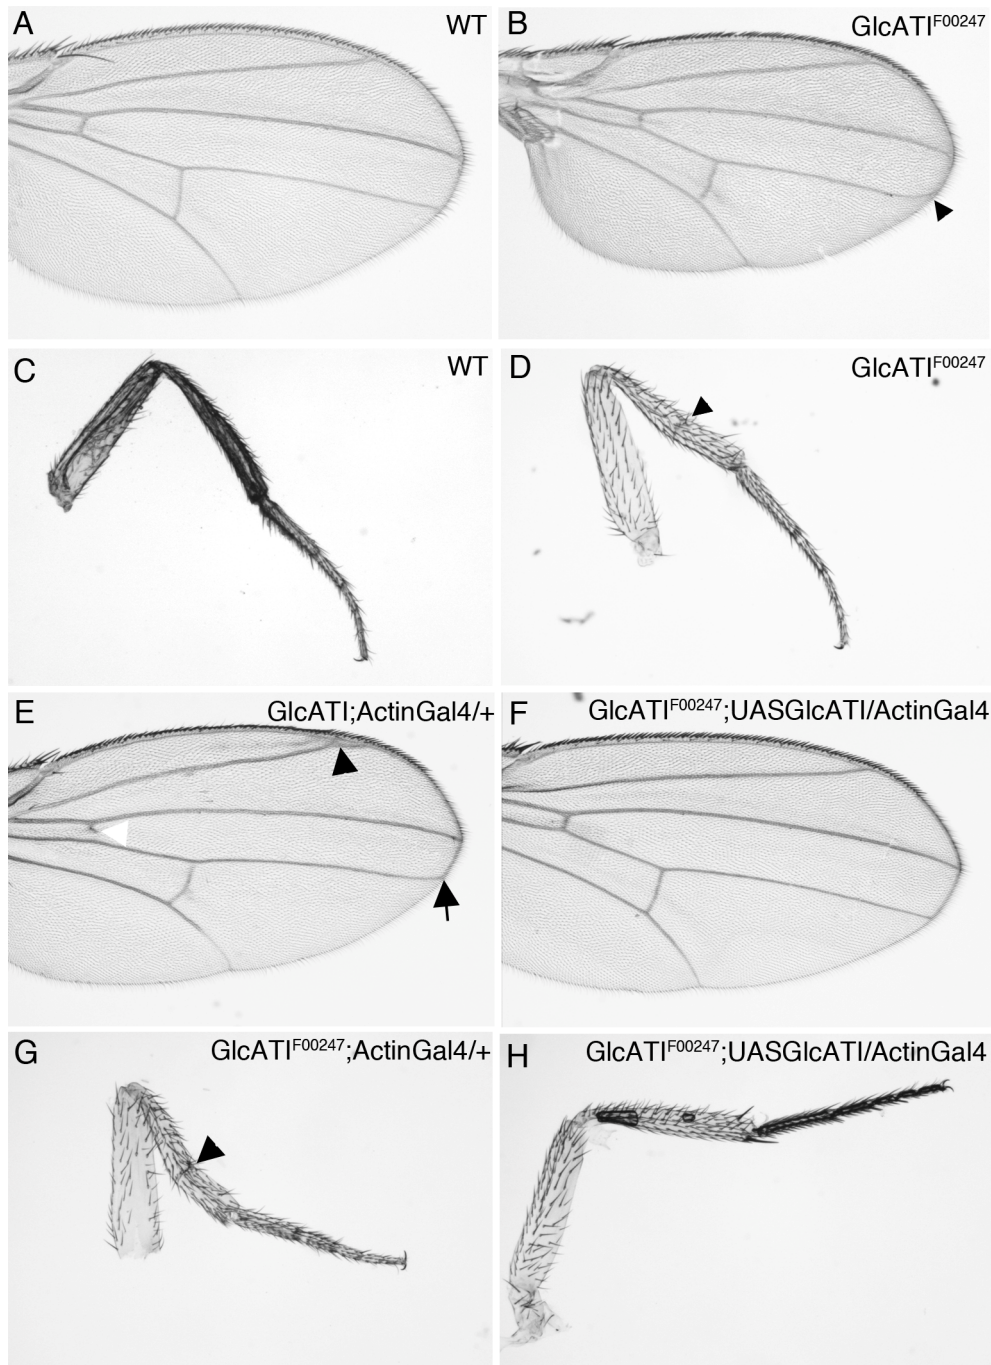 A WT
B GlcATI^F00247
C WT
D GlcATI^F00247
E GlcATI;ActinGal4/+
F GlcATI^F00247;UASGlcATI/ActinGal4
G GlcATI^F00247;ActinGal4/+
H GlcATI^F00247;UASGlcATI/ActinGal4